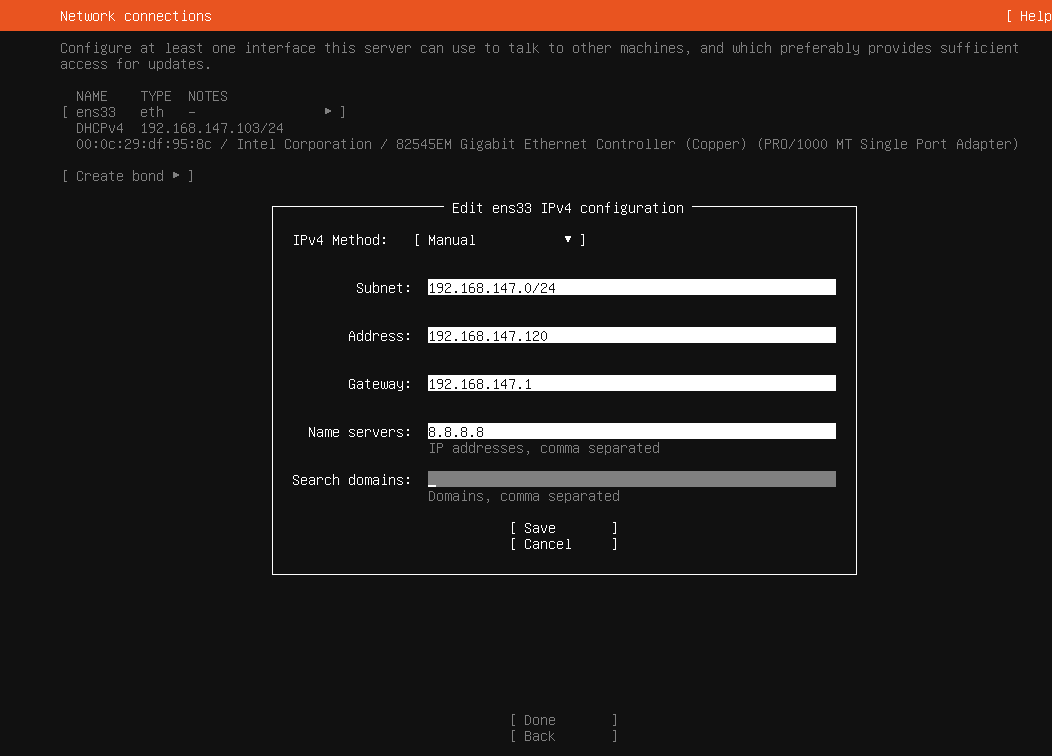 Network connections [ Help
Configure at least one interface this server can use to talk to other machines, and which preferably provides sufficient
access for updates.
NAME TYPE NOTES
[ ens33 eth – ▸ ]
DHCPv4 192.168.147.103/24
00:0c:29:df:95:8c / Intel Corporation / 82545EM Gigabit Ethernet Controller (Copper) (PRO/1000 MT Single Port Adapter)
[ Create bond ▸ ]
Edit ens33 IPv4 configuration
IPv4 Method: [ Manual ▾ ]
Subnet: 192.168.147.0/24
Address: 192.168.147.120
Gateway: 192.168.147.1
Name servers: 8.8.8.8
IP addresses, comma separated
Search domains: _
Domains, comma separated
[ Save ]
[ Cancel ]
[ Done ]
[ Back ]